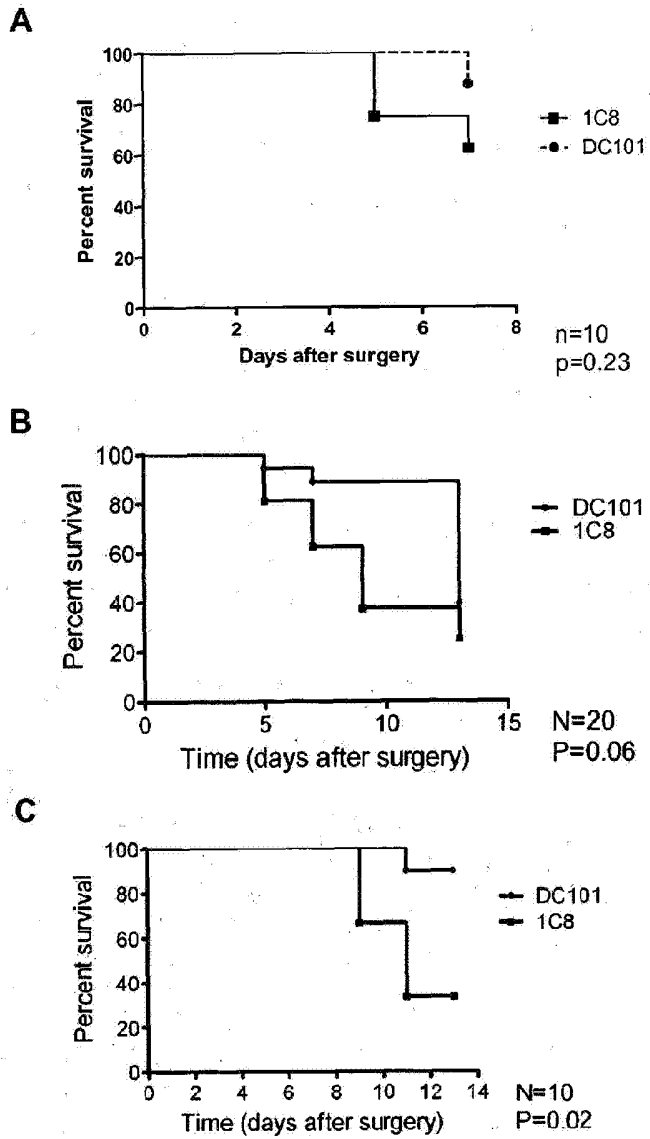 A
100
80
60
40
20
0
Percent survival
0 2 4 6 8
Days after surgery
1C8
DC101
n=10
p=0.23
B
100
80
60
40
20
0
Percent survival
0 5 10 15
Time (days after surgery)
DC101
1C8
N=20
P=0.06
C
100
80
60
40
20
0
Percent survival
0 2 4 6 8 10 12 14
Time (days after surgery)
DC101
1C8
N=10
P=0.02